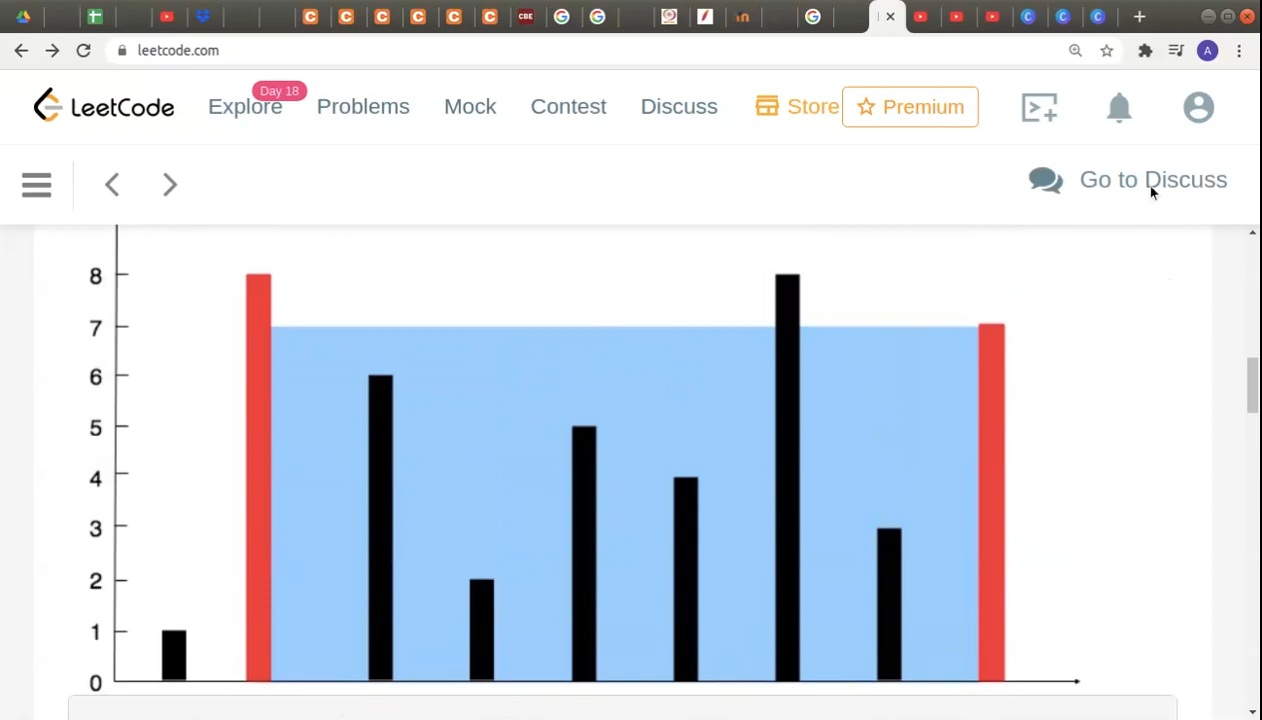 CBE
leetcode.com
A
LeetCode
Explore
Day 18
Problems
Mock
Contest
Discuss
Store
Premium
Go to Discuss
8
7
6
5
4
3
2
1
0